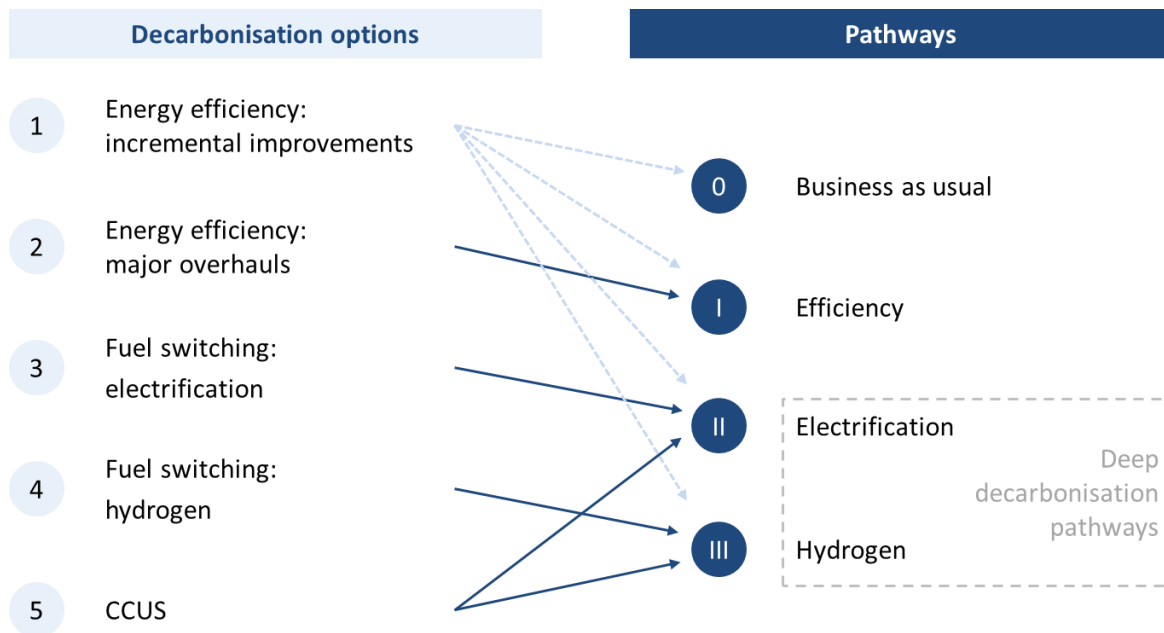 Decarbonisation options
Pathways
1
Energy efficiency:
incremental improvements
2
Energy efficiency:
major overhauls
3
Fuel switching:
electrification
4
Fuel switching:
hydrogen
5
CCUS
0
Business as usual
I
Efficiency
II
Electrification
Deep
decarbonisation
pathways
III
Hydrogen